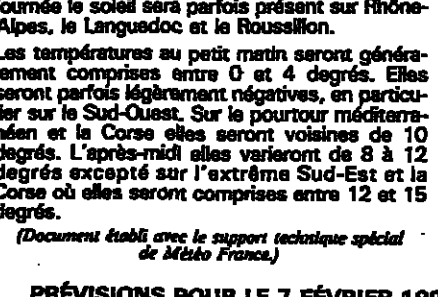 journée le soleil sera parfois présent sur Rhône-
Alpes, le Languedoc et le Roussillon.
Les températures au petit matin seront généra-
lement comprises entre 0 et 4 degrés. Elles
seront parfois légèrement négatives, en particu-
lier sur le Sud-Ouest. Sur le pourtour méditerra-
néen et la Corse elles seront voisines de 10
degrés. L'après-midi elles varieront de 8 à 12
degrés excepté sur l'extrême Sud-Est et la
Corse où elles seront comprises entre 12 et 15
degrés.
(Document établi avec le support technique spécial
de Météo France.)
PRÉVISIONS POUR LE 7 FÉVRIER